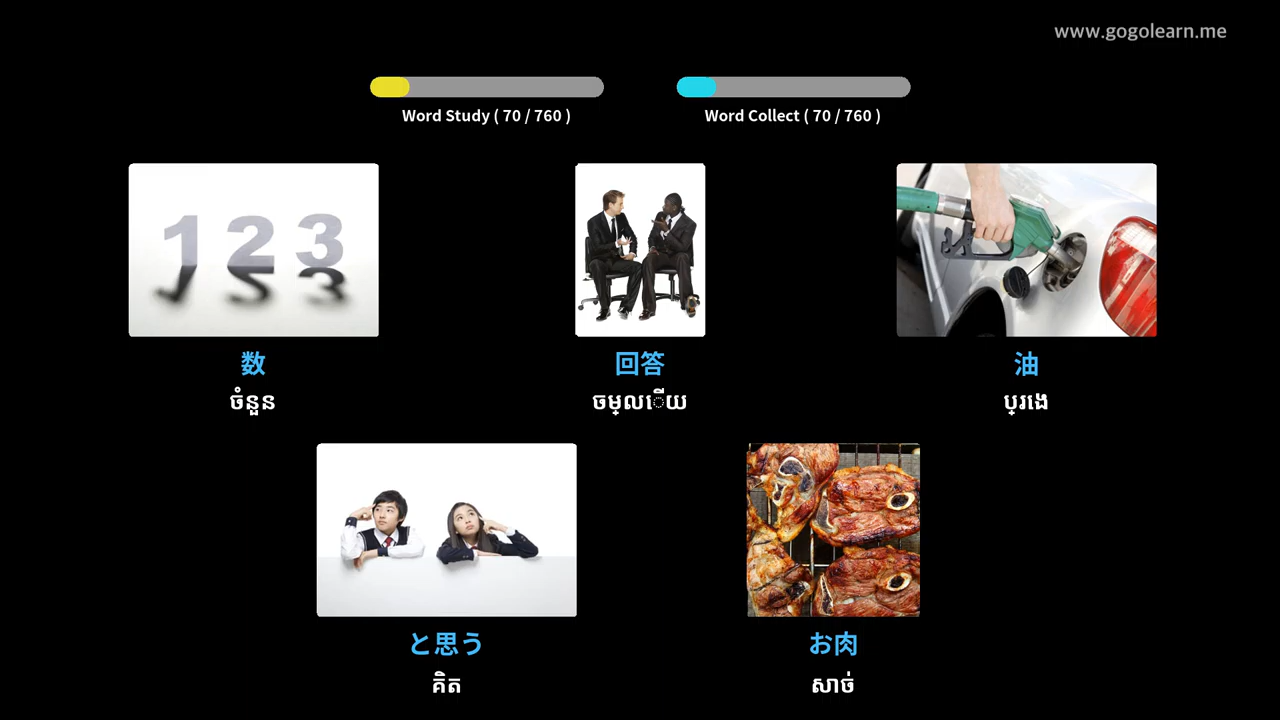 www.gogolearn.me
Word Study ( 70 / 760 )
Word Collect ( 70 / 760 )
数
ចំនួន
回答
ចម្លើយ
油
ប្រេង
と思う
គិត
お肉
សាច់